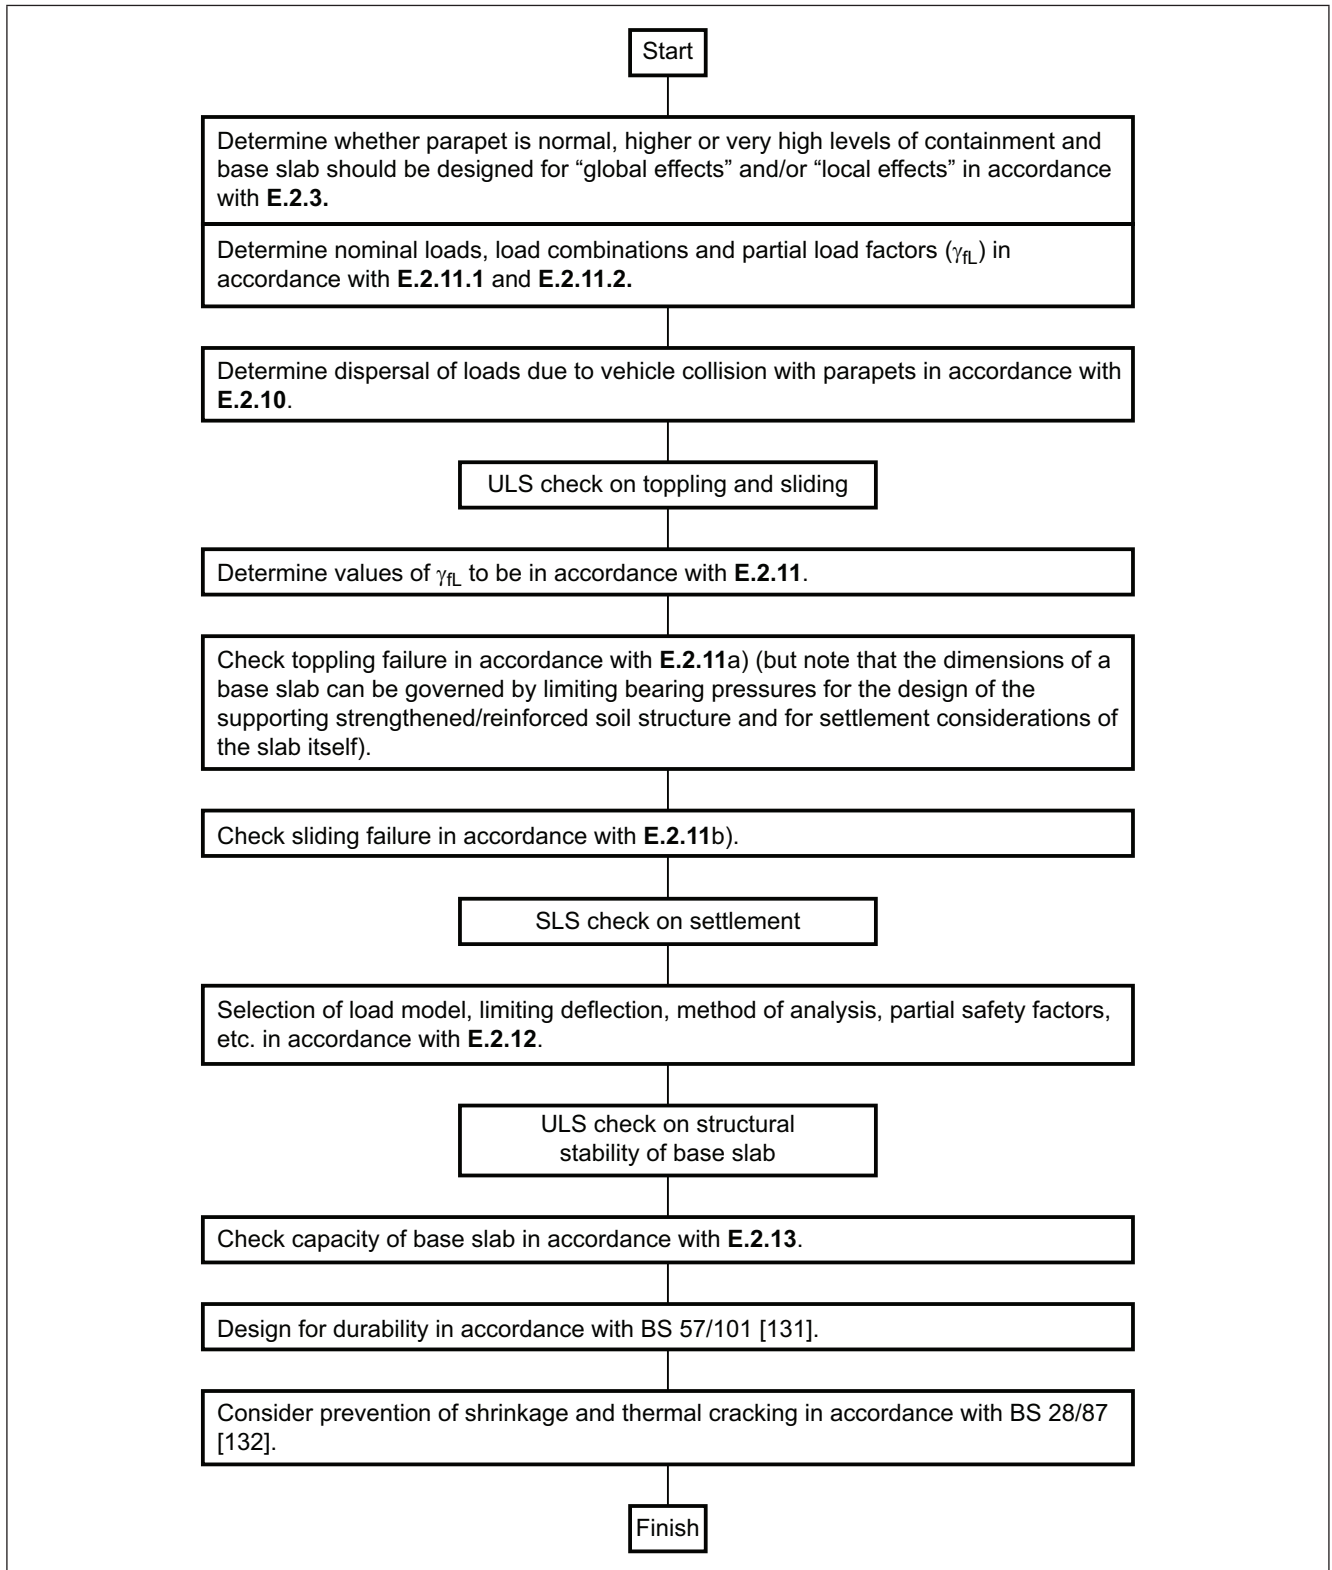 Start
Determine whether parapet is normal, higher or very high levels of containment and
base slab should be designed for “global effects” and/or “local effects” in accordance
with E.2.3.
Determine nominal loads, load combinations and partial load factors (γfL) in
accordance with E.2.11.1 and E.2.11.2.
Determine dispersal of loads due to vehicle collision with parapets in accordance with
E.2.10.
ULS check on toppling and sliding
Determine values of γfL to be in accordance with E.2.11.
Check toppling failure in accordance with E.2.11a) (but note that the dimensions of a
base slab can be governed by limiting bearing pressures for the design of the
supporting strengthened/reinforced soil structure and for settlement considerations of
the slab itself).
Check sliding failure in accordance with E.2.11b).
SLS check on settlement
Selection of load model, limiting deflection, method of analysis, partial safety factors,
etc. in accordance with E.2.12.
ULS check on structural
stability of base slab
Check capacity of base slab in accordance with E.2.13.
Design for durability in accordance with BS 57/101 [131].
Consider prevention of shrinkage and thermal cracking in accordance with BS 28/87
[132].
Finish